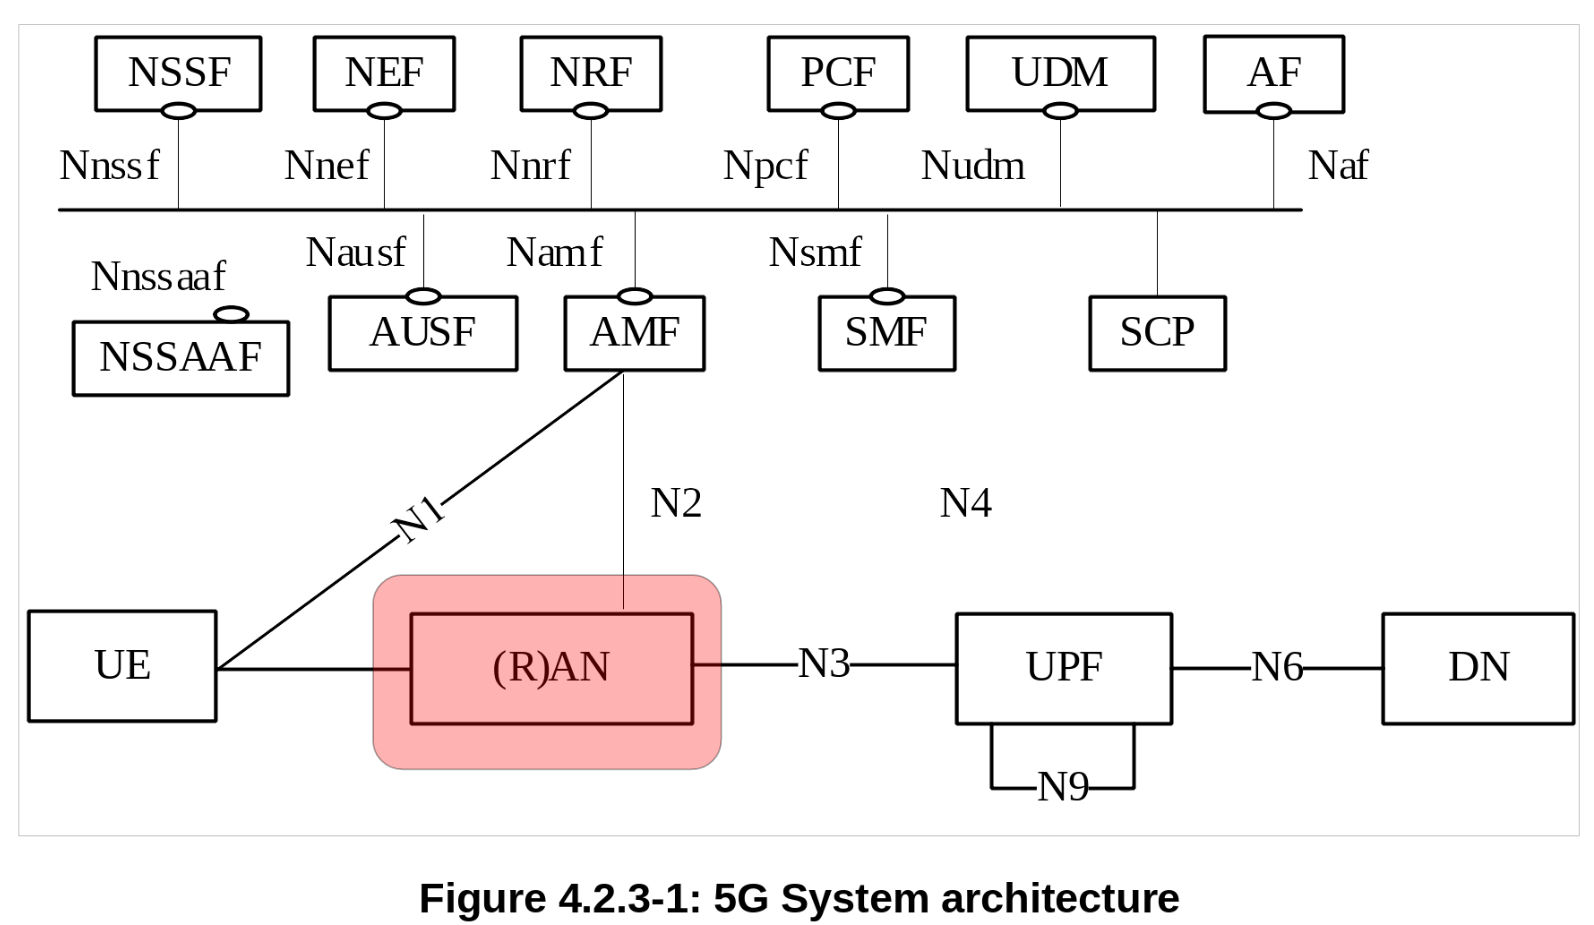 NSSF NEF NRF PCF UDM AF
Nnssf Nnef Nnrf Npcf Nudm Naf
Nausf Namf Nsmf
Nnssaaf
AUSF AMF SMF SCP
NSSAAF
N1 N2 N4
UE (R)AN N3 UPF N6 DN
N9
Figure 4.2.3-1: 5G System architecture